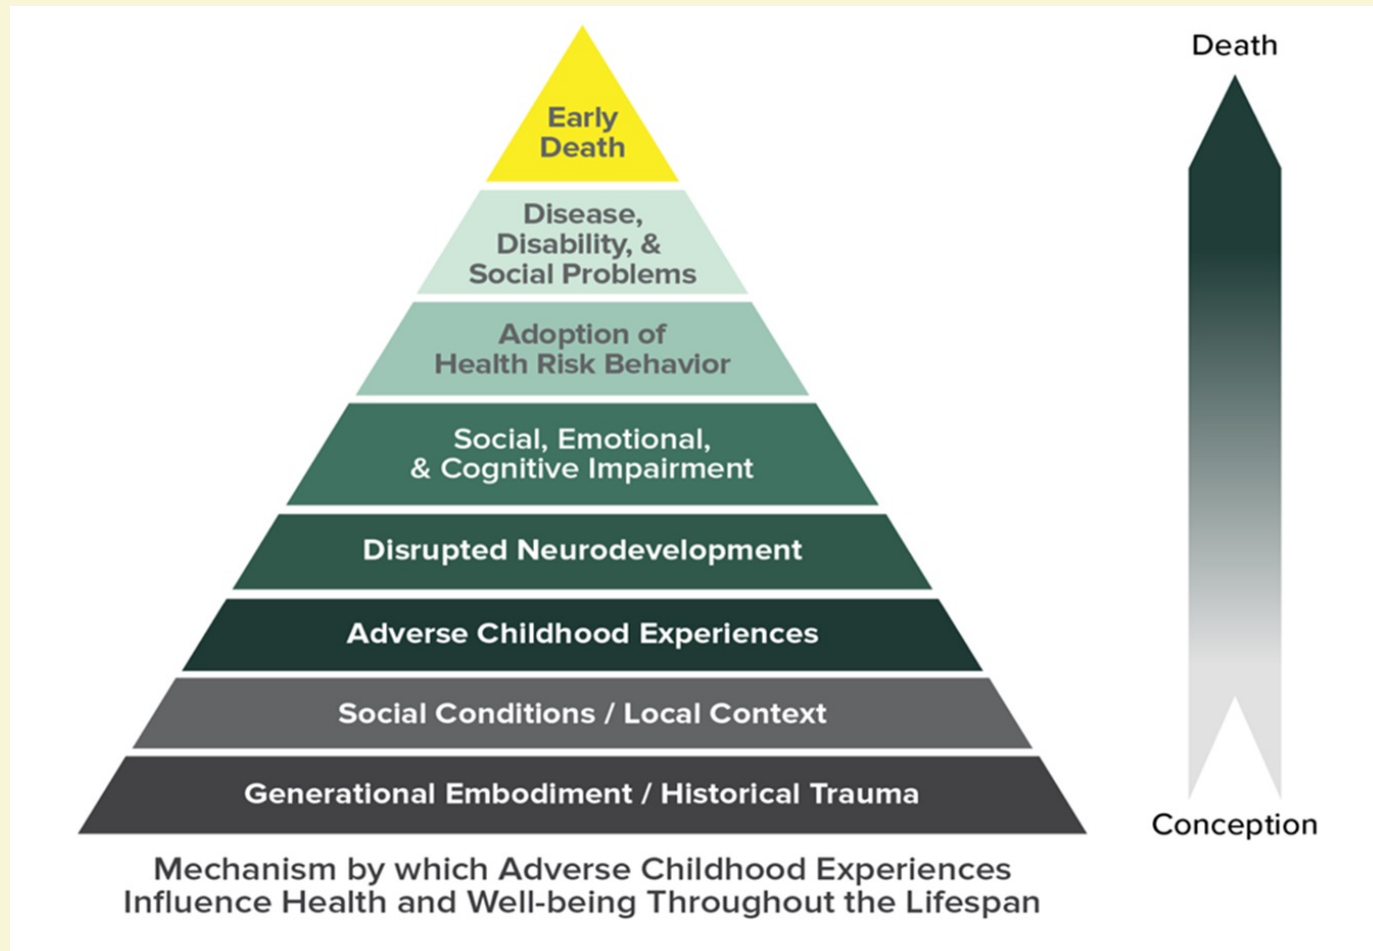 Death
Early
Death
Disease,
Disability, &
Social Problems
Adoption of
Health Risk Behavior
Social, Emotional,
& Cognitive Impairment
Disrupted Neurodevelopment
Adverse Childhood Experiences
Social Conditions / Local Context
Generational Embodiment / Historical Trauma
Conception
Mechanism by which Adverse Childhood Experiences
Influence Health and Well-being Throughout the Lifespan